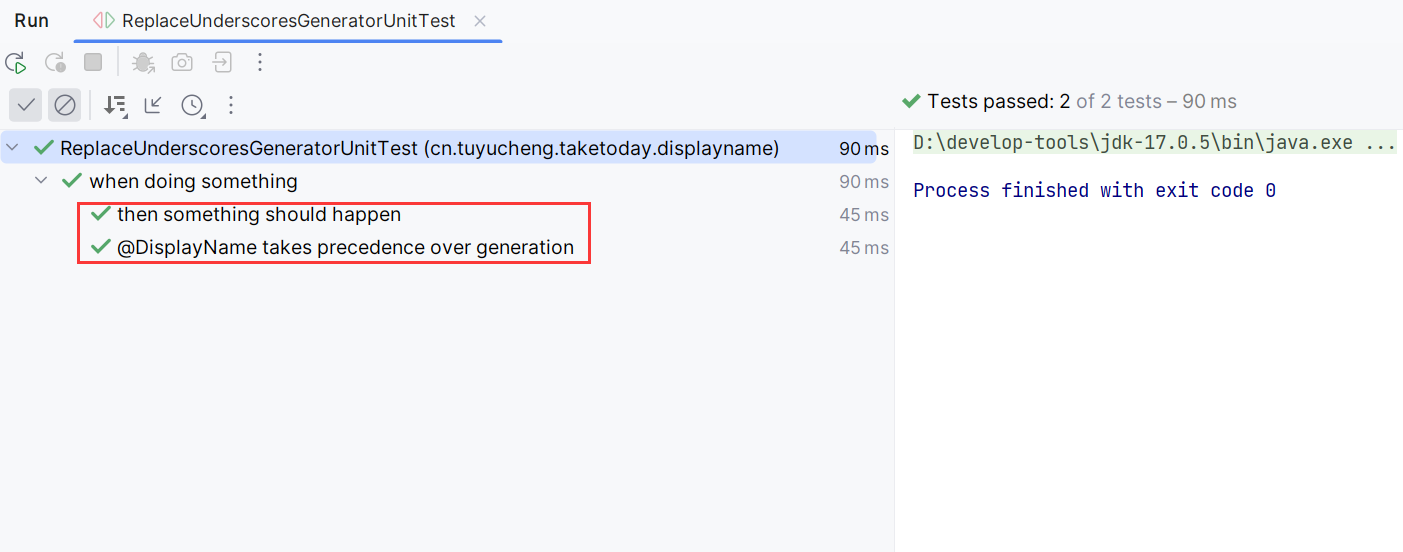 Run ReplaceUnderscoresGeneratorUnitTest
Tests passed: 2 of 2 tests – 90 ms
ReplaceUnderscoresGeneratorUnitTest (cn.tuyucheng.taketoday.displayname) 90 ms
when doing something 90 ms
then something should happen 45 ms
@DisplayName takes precedence over generation 45 ms
D:\develop-tools\jdk-17.0.5\bin\java.exe ...
Process finished with exit code 0